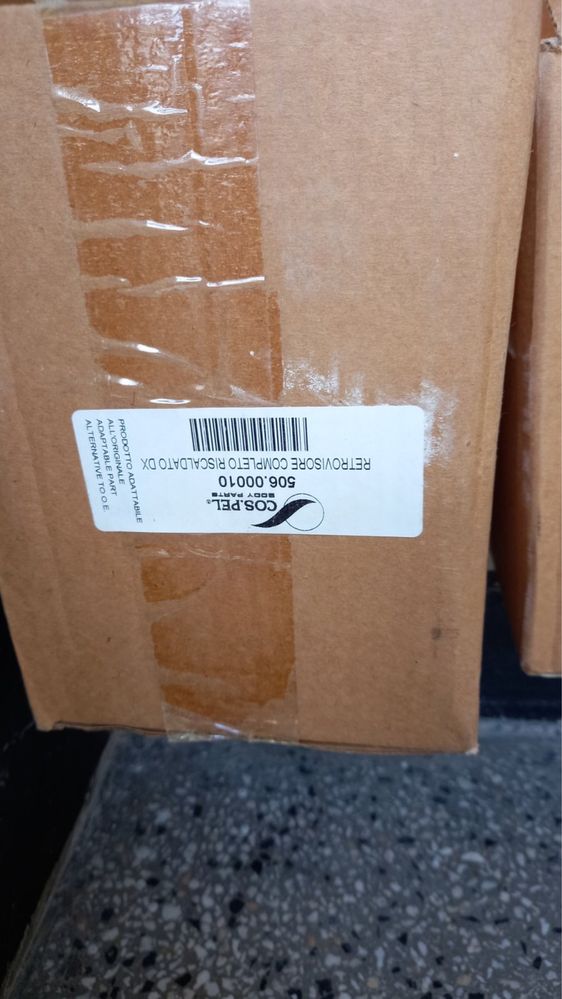 COS.PEL®
BODY PARTS
506.00010
RETROVISORE COMPLETO RISCALDATO DX
PRODOTTO ADATTABILE
ALL'ORIGINALE
ADAPTABLE PART
ALTERNATIVE TO O.E.